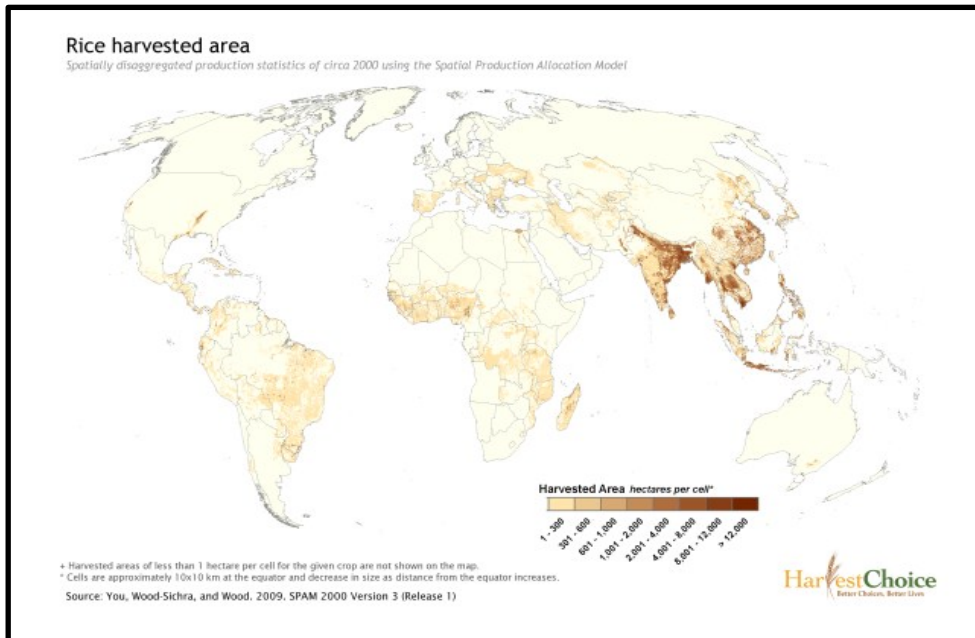 Rice harvested area
Spatially disaggregated production statistics of circa 2000 using the Spatial Production Allocation Model
Harvested Area hectares per cell*
1 - 300
301 - 600
601 - 1,000
1,001 - 2,000
2,001 - 4,000
4,001 - 8,000
8,001 - 12,000
> 12,000
+ Harvested areas of less than 1 hectare per cell for the given crop are not shown on the map.
* Cells are approximately 10x10 km at the equator and decrease in size as distance from the equator increases.
Source: You, Wood-Sichra, and Wood. 2009. SPAM 2000 Version 3 (Release 1)
HarvestChoice
Better Choices, Better Lives